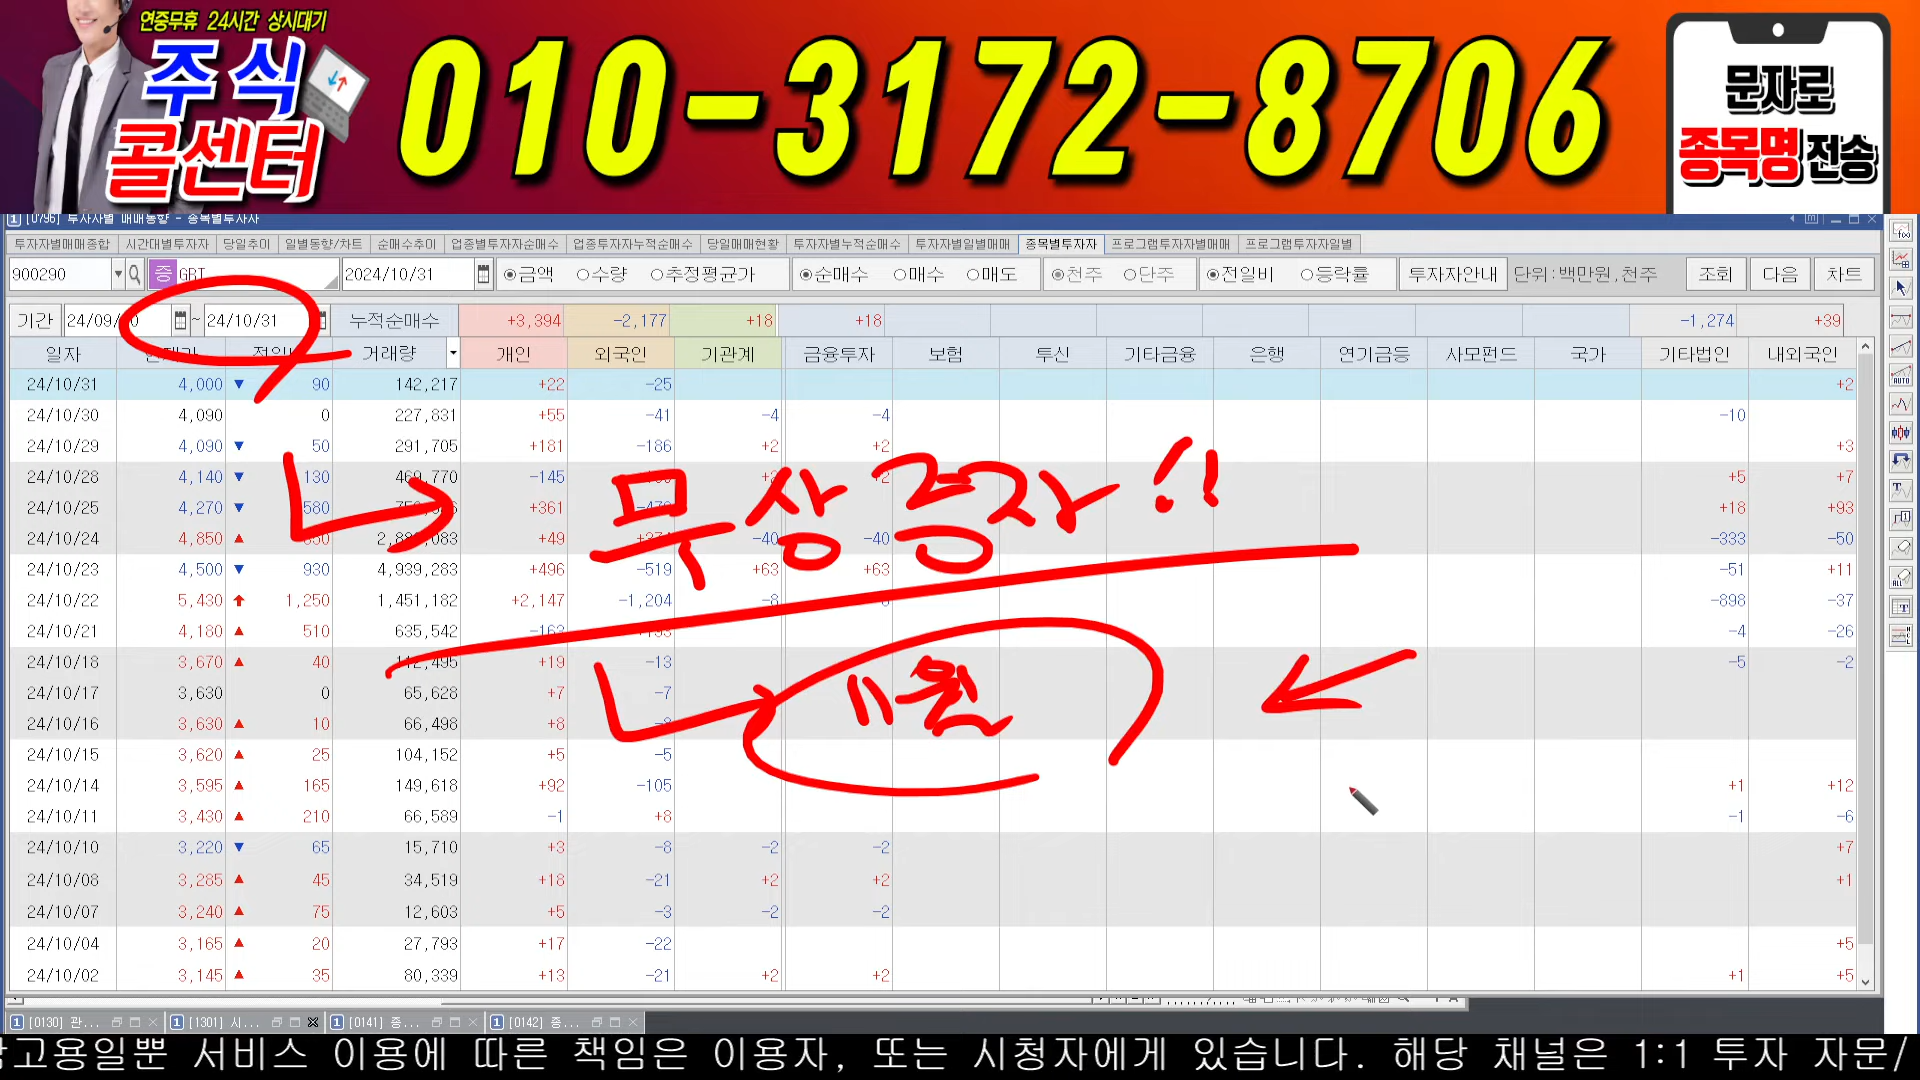 연중무휴 24시간 상시대기
주식
콜센터
010-3172-8706
문자로
종목명 전송
1 [0796] 투자자별 매매동향 - 종목별투자자
투자자별매매종합 시간대별투자자 당일추이 일별동향/차트 순매수추이 업종별투자자순매수 업종투자자누적순매수 당일매매현황 투자자별누적순매수 투자자별일별매매 종목별투자자 프로그램투자자별매매 프로그램투자자일별
900290 증 GRT 2024/10/31 금액 수량 추정평균가 순매수 매수 매도 천주 단주 전일비 등락률 투자자안내 단위:백만원,천주 조회 다음 차트
기간 24/09/ 0 ~ 24/10/31 누적순매수 +3,394 -2,177 +18 +18 -1,274 +39
일자 거래량 개인 외국인 기관계 금융투자 보험 투신 기타금융 은행 연기금등 사모펀드 국가 기타법인 내외국인
24/10/31 4,000 ▼ 90 142,217 +22 -25 +2
24/10/30 4,090 0 227,831 +55 -41 -4 -4 -10
24/10/29 4,090 ▼ 50 291,705 +181 -186 +2 +2 +3
24/10/28 4,140 ▼ 130 -145 +5 +7
24/10/25 4,270 ▼ 580 +361 +18 +93
24/10/24 4,850 ▲ +49 -40 -40 -333 -50
24/10/23 4,500 ▼ 930 4,939,283 +496 -519 +63 +63 -51 +11
24/10/22 5,430 ↑ 1,250 1,451,182 +2,147 -1,204 -8 -898 -37
24/10/21 4,180 ▲ 510 635,542 -4 -26
24/10/18 3,670 ▲ 40 112,495 +19 -13 -5 -2
24/10/17 3,630 0 65,628 +7 -7
24/10/16 3,630 ▲ 10 66,498 +8
24/10/15 3,620 ▲ 25 104,152 +5 -5
24/10/14 3,595 ▲ 165 149,618 +92 -105 +1 +12
24/10/11 3,430 ▲ 210 66,589 -1 +8 -1 -6
24/10/10 3,220 ▼ 65 15,710 +3 -8 -2 -2 +7
24/10/08 3,285 ▲ 45 34,519 +18 -21 +2 +2 +1
24/10/07 3,240 ▲ 75 12,603 +5 -3 -2 -2
24/10/04 3,165 ▲ 20 27,793 +17 -22 +5
24/10/02 3,145 ▲ 35 80,339 +13 -21 +2 +2 +1 +5
무상증자!!
11월
1 [0130] 관... 1 [1301] 시... 1 [0141] 종... 1 [0142] 종...
고용일뿐 서비스 이용에 따른 책임은 이용자, 또는 시청자에게 있습니다. 해당 채널은 1:1 투자 자문/